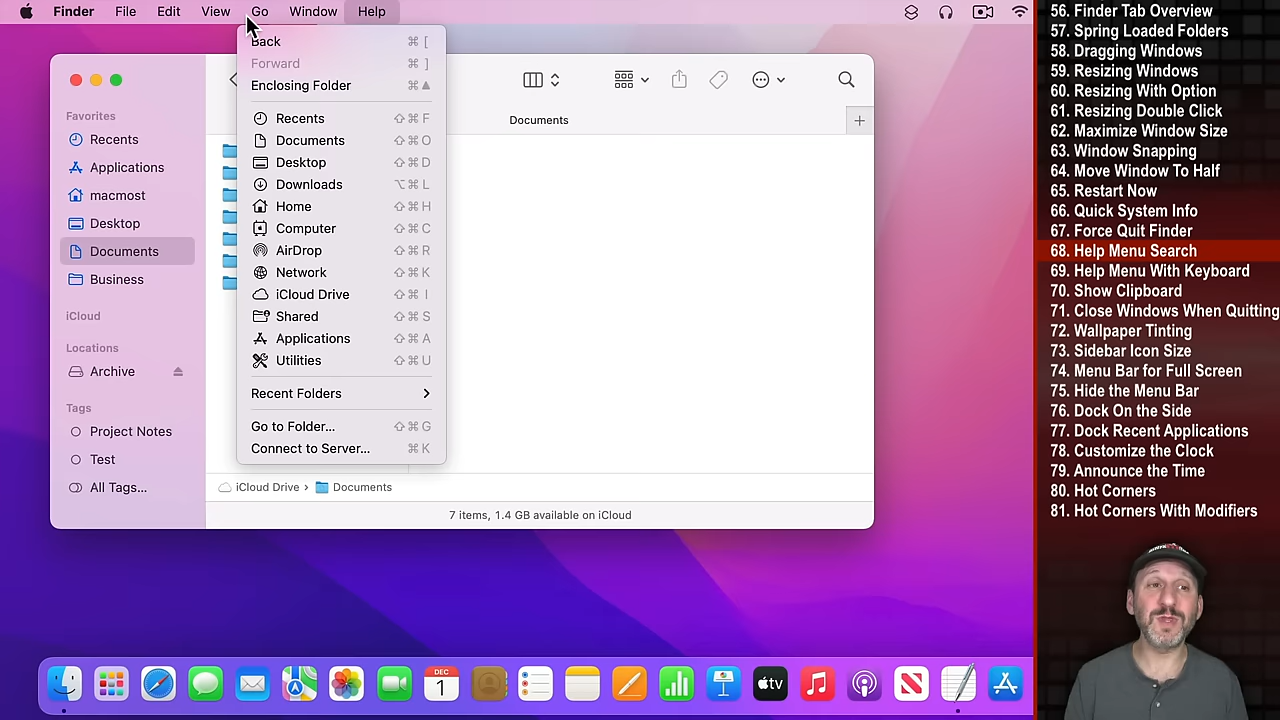 Finder File Edit View Go Window Help
Back ⌘ [
Forward ⌘ ]
Enclosing Folder ⌘ ▲
Recents ⇧ ⌘ F
Documents ⇧ ⌘ O
Desktop ⇧ ⌘ D
Downloads ⌥ ⌘ L
Home ⇧ ⌘ H
Computer ⇧ ⌘ C
AirDrop ⇧ ⌘ R
Network ⇧ ⌘ K
iCloud Drive ⇧ ⌘ I
Shared ⇧ ⌘ S
Applications ⇧ ⌘ A
Utilities ⇧ ⌘ U
Recent Folders
Go to Folder... ⇧ ⌘ G
Connect to Server... ⌘ K
Favorites
Recents
Applications
macmost
Desktop
Documents
Business
iCloud
Locations
Archive
Tags
Project Notes
Test
All Tags...
Documents
iCloud Drive › Documents
7 items, 1.4 GB available on iCloud
DEC
1
tv
56. Finder Tab Overview
57. Spring Loaded Folders
58. Dragging Windows
59. Resizing Windows
60. Resizing With Option
61. Resizing Double Click
62. Maximize Window Size
63. Window Snapping
64. Move Window To Half
65. Restart Now
66. Quick System Info
67. Force Quit Finder
68. Help Menu Search
69. Help Menu With Keyboard
70. Show Clipboard
71. Close Windows When Quitting
72. Wallpaper Tinting
73. Sidebar Icon Size
74. Menu Bar for Full Screen
75. Hide the Menu Bar
76. Dock On the Side
77. Dock Recent Applications
78. Customize the Clock
79. Announce the Time
80. Hot Corners
81. Hot Corners With Modifiers